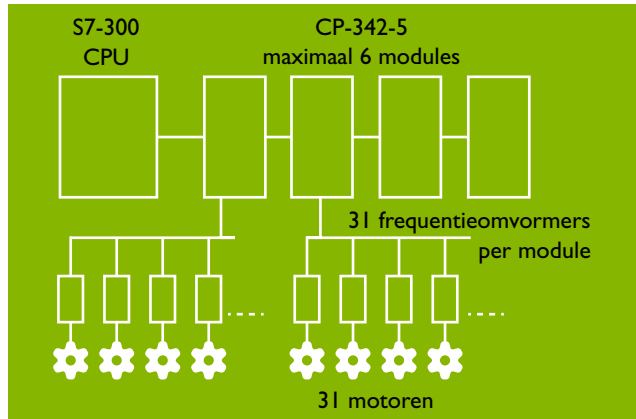 S7-300
CPU
CP-342-5
maximaal 6 modules
31 frequentieomvormers
per module
31 motoren